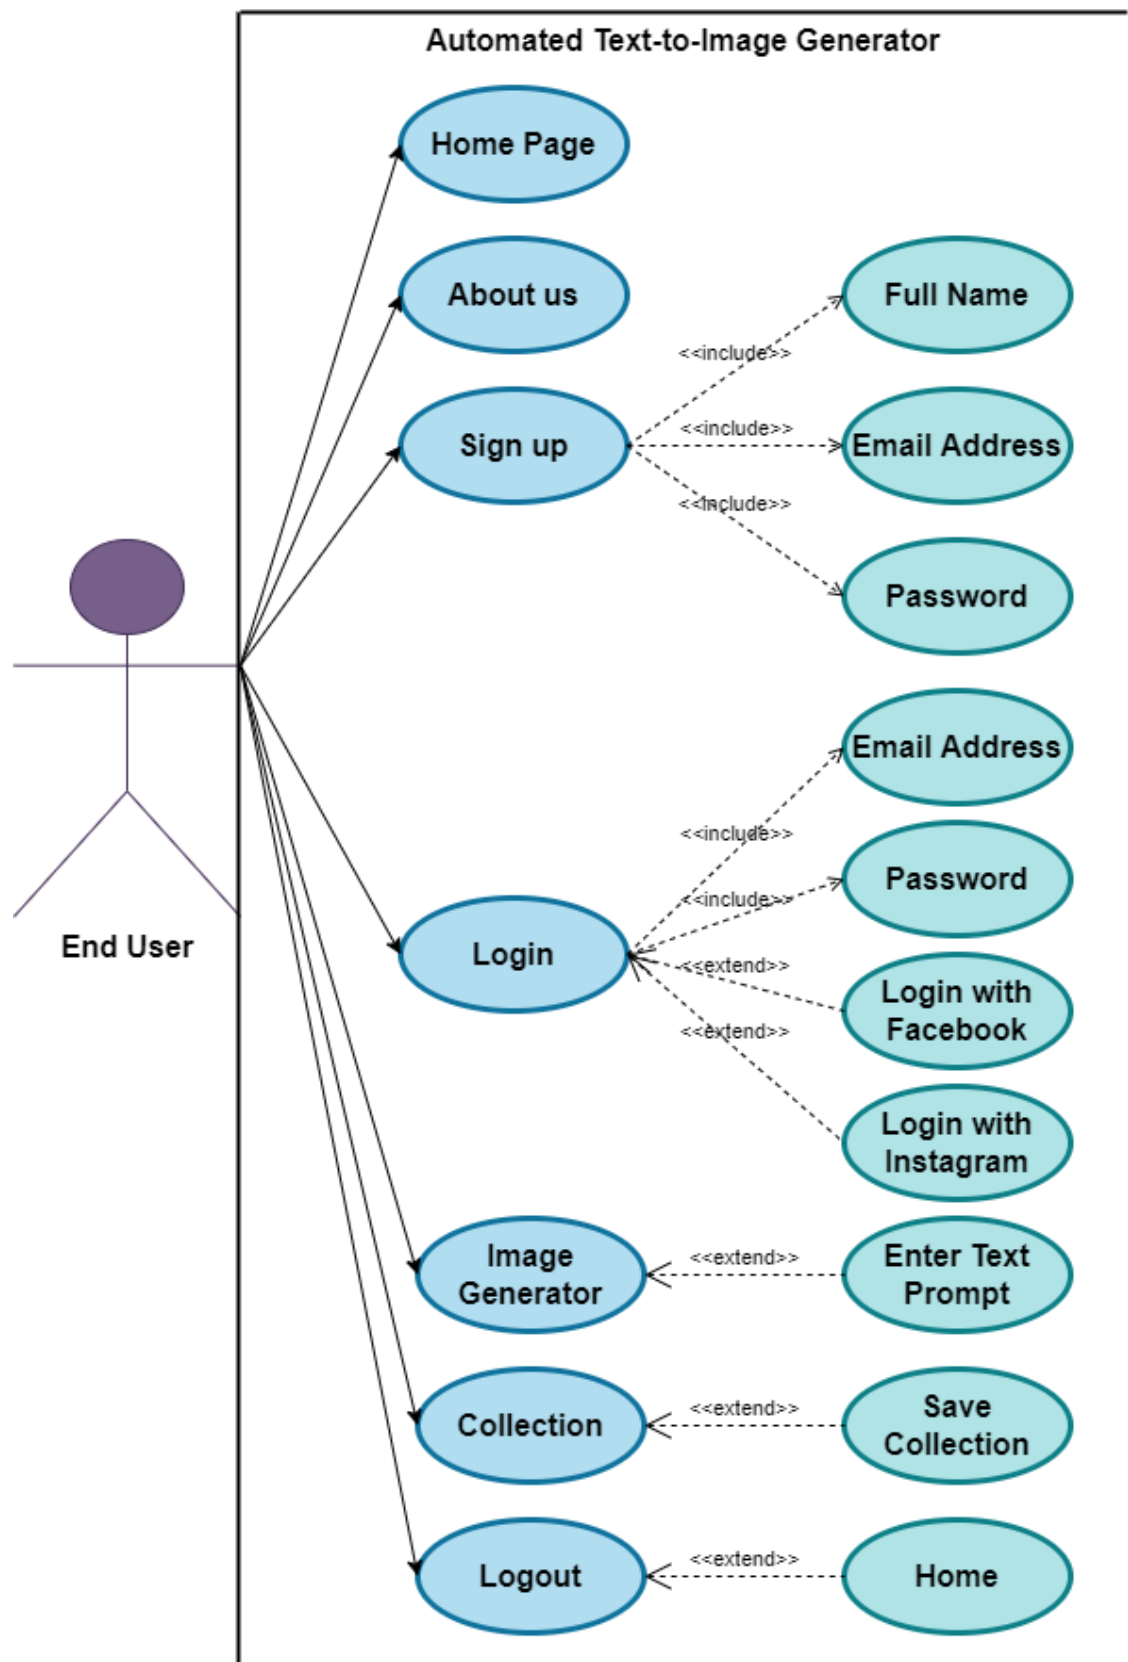 Automated Text-to-Image Generator
Home Page
About us
Full Name
<<include>>
Sign up
<<include>>
Email Address
<<include>>
Password
Email Address
<<include>>
Password
<<include>>
End User
Login
<<extend>>
Login with
Facebook
<<extend>>
Login with
Instagram
Image
Generator
<<extend>>
Enter Text
Prompt
Collection
<<extend>>
Save
Collection
Logout
<<extend>>
Home